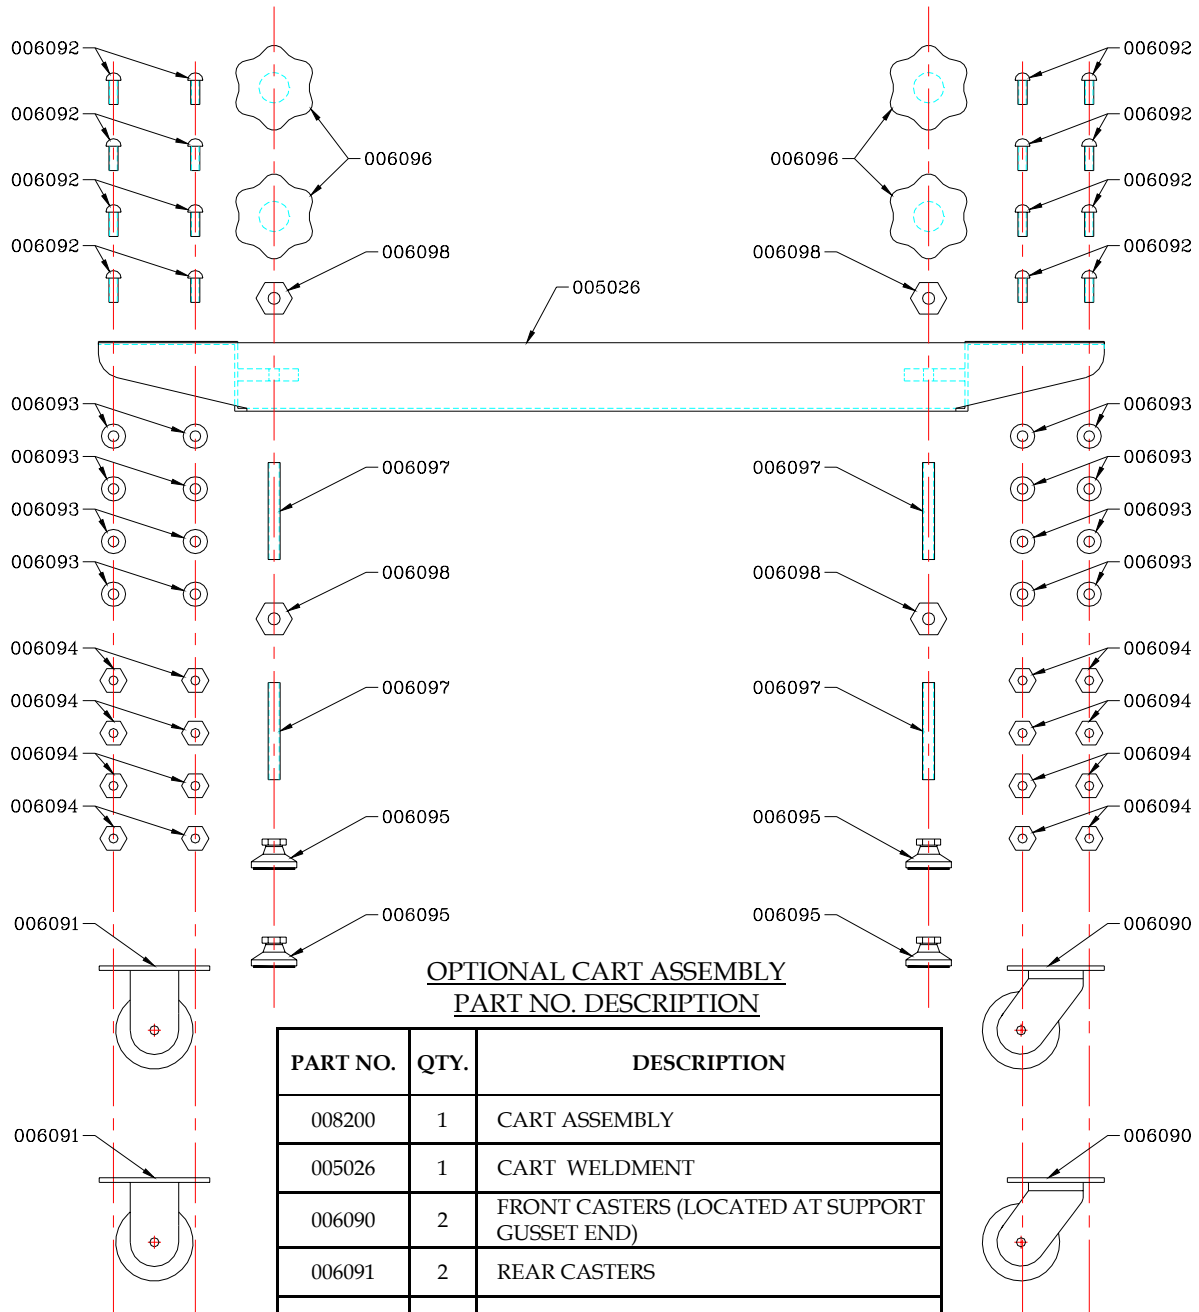 006092 006092
006092 006092
006096 006096
006092 006092
006092 006092
006098 006098
005026
006093 006093
006093 006093
006097 006097
006093 006093
006093 006093
006098 006098
006094 006094
006097 006097
006094 006094
006094 006094
006094 006094
006095 006095
006095 006095
006091 006090
OPTIONAL CART ASSEMBLY
PART NO. DESCRIPTION
PART NO. QTY. DESCRIPTION
008200 1 CART ASSEMBLY
006091 006090
005026 1 CART WELDMENT
006090 2 FRONT CASTERS (LOCATED AT SUPPORT
GUSSET END)
006091 2 REAR CASTERS